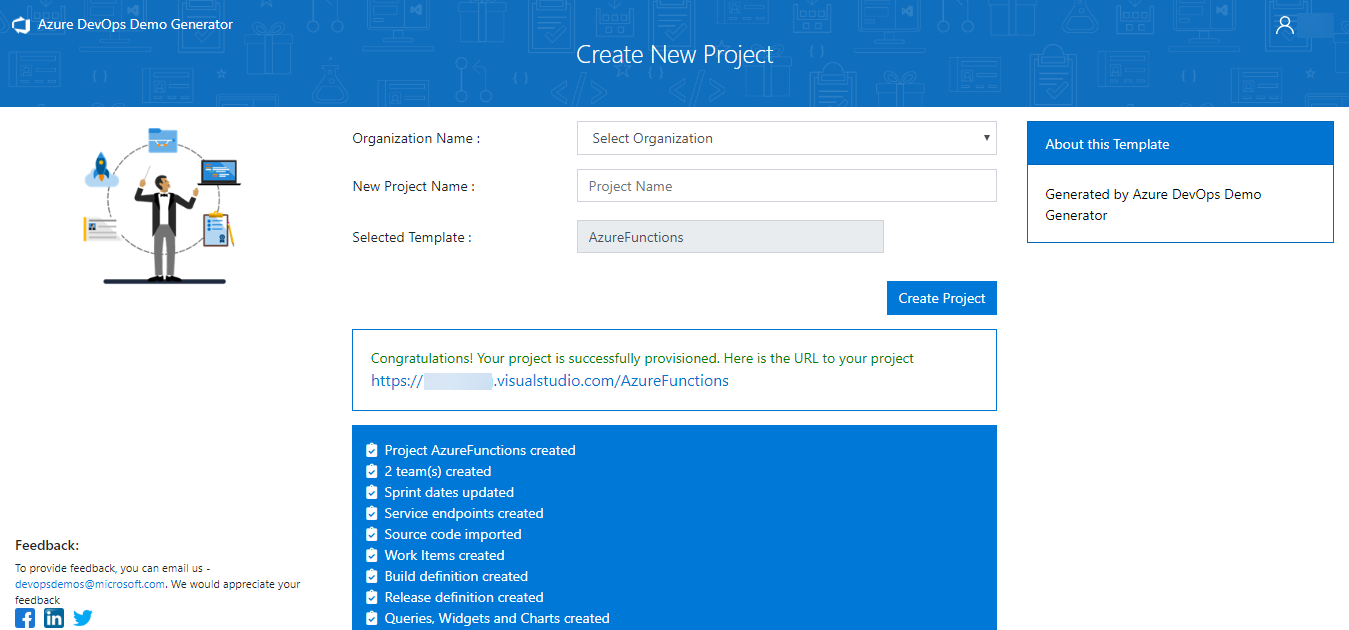 Azure DevOps Demo Generator
Create New Project
Organization Name :
Select Organization
New Project Name :
Project Name
Selected Template :
AzureFunctions
Create Project
About this Template
Generated by Azure DevOps Demo
Generator
Congratulations! Your project is successfully provisioned. Here is the URL to your project
https:// .visualstudio.com/AzureFunctions
Project AzureFunctions created
2 team(s) created
Sprint dates updated
Service endpoints created
Source code imported
Work Items created
Build definition created
Release definition created
Queries, Widgets and Charts created
Feedback:
To provide feedback, you can email us -
devopsdemos@microsoft.com. We would appreciate your
feedback